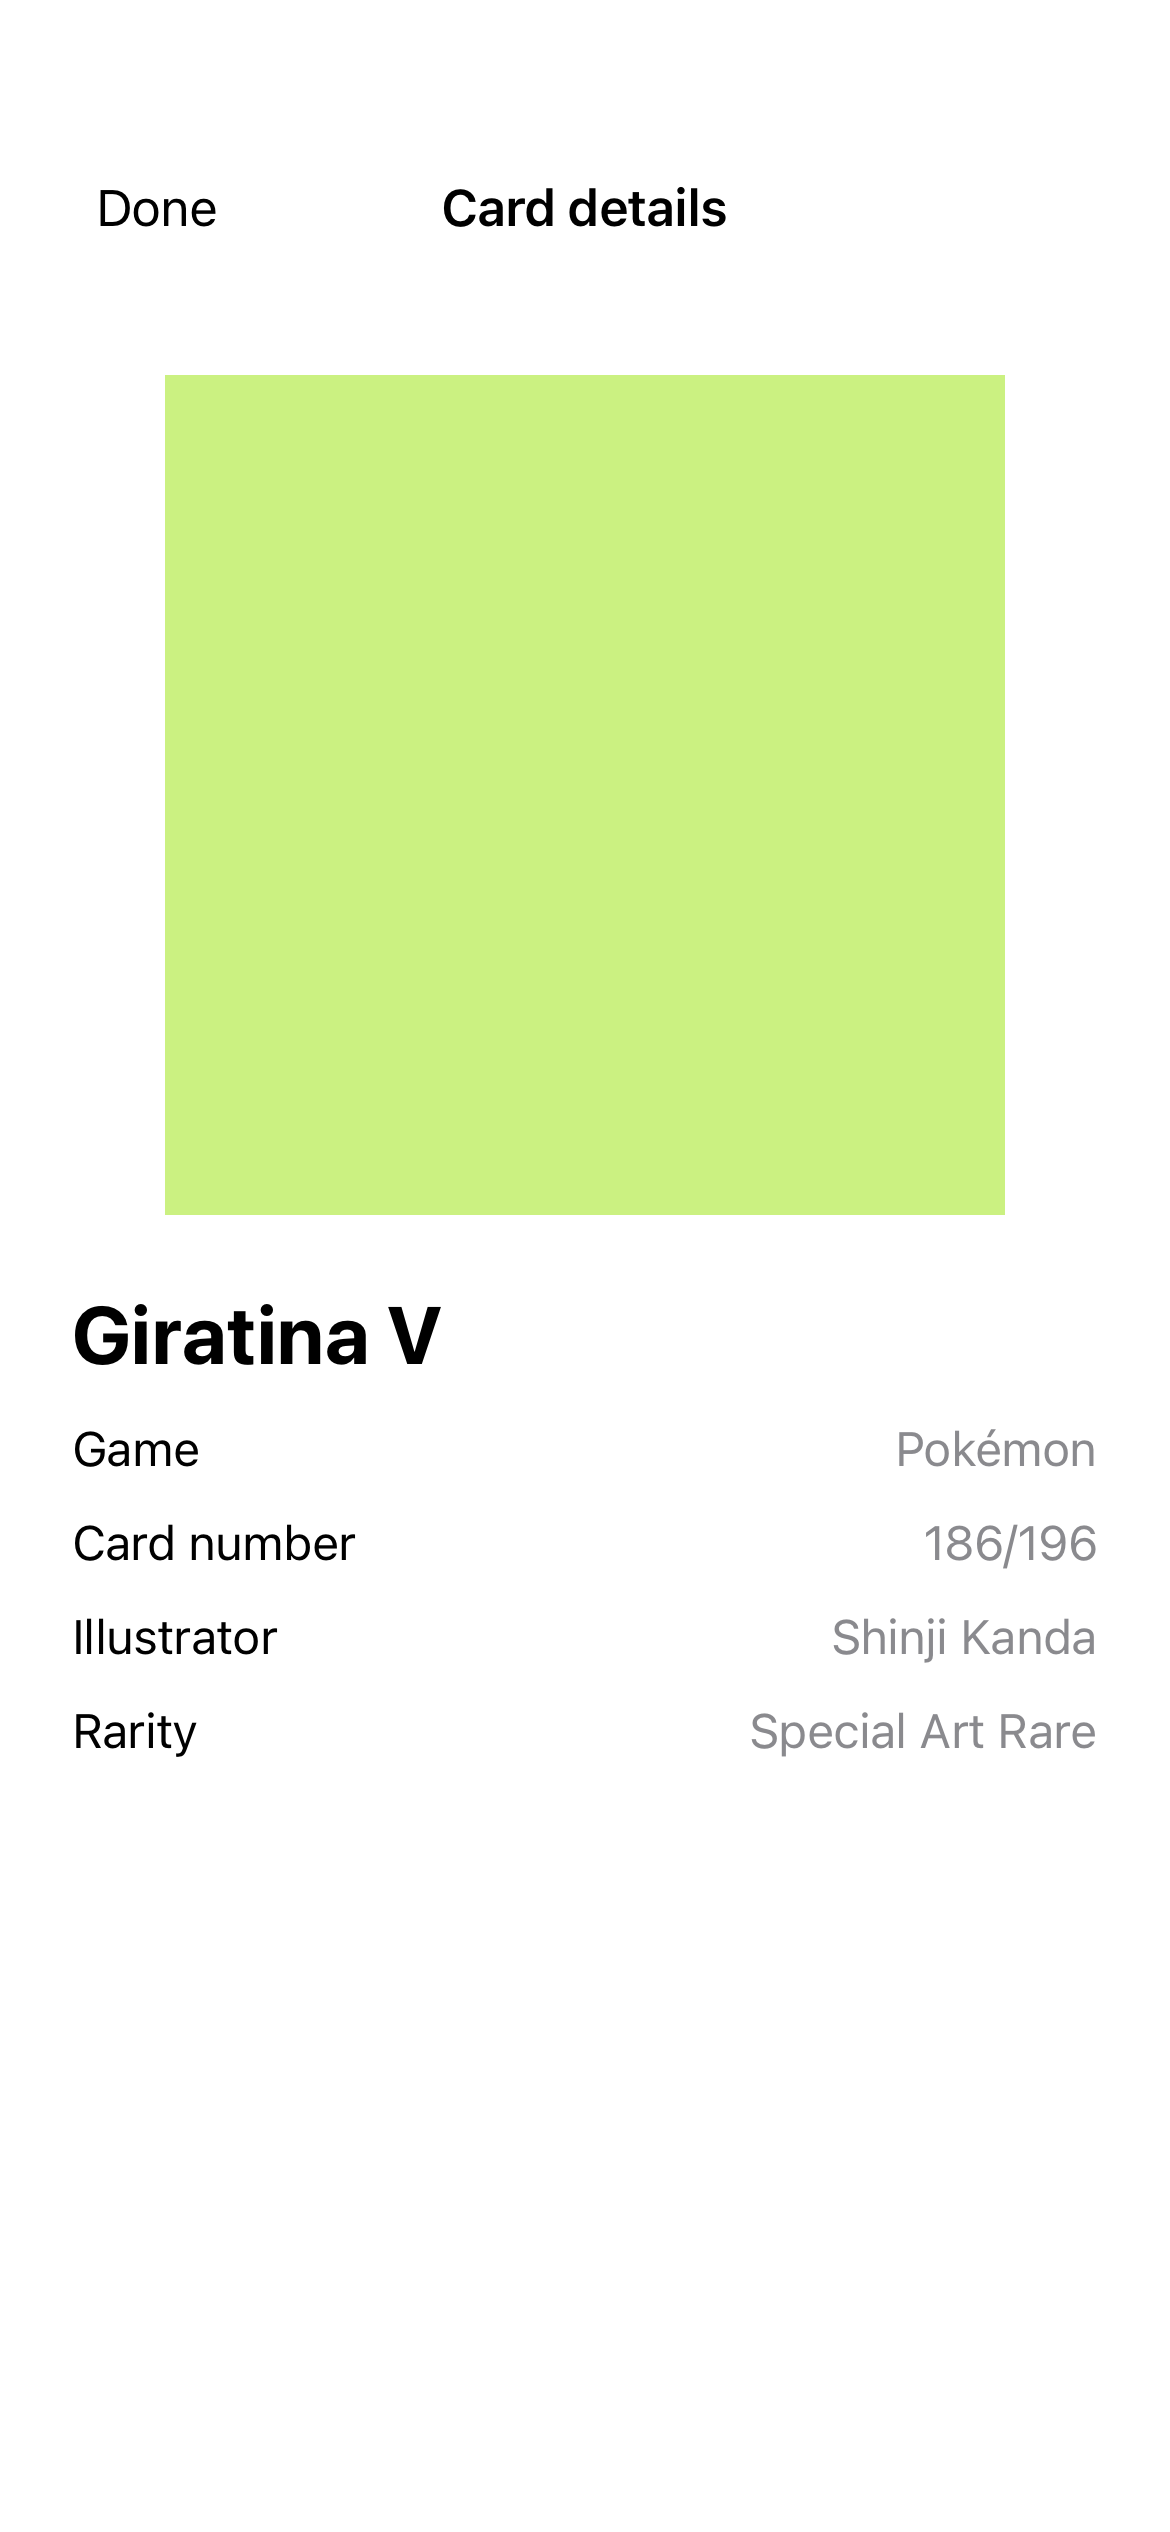 Done
Card details
Giratina V
Game Pokémon
Card number 186/196
Illustrator Shinji Kanda
Rarity Special Art Rare